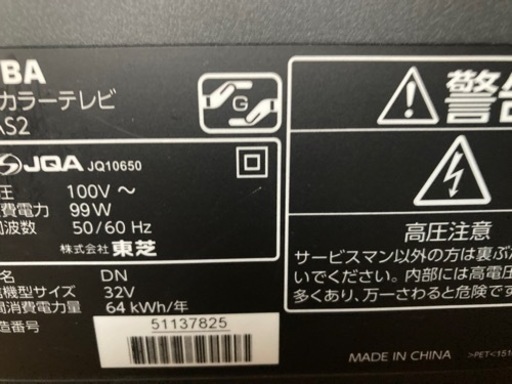 BA
カラーテレビ
AS2
G
JQA JQ10650
圧 100V ～
費電力 99W
周波数 50/60 Hz
株式会社 東芝
DN
機型サイズ 32V
間消費電力量 64 kWh/年
造番号 51137825
警告
高圧注意
サービスマン以外の方は裏ぶ
いでください。内部には高電
多くあり、万一さわると危険
MADE IN CHINA
>PET<151